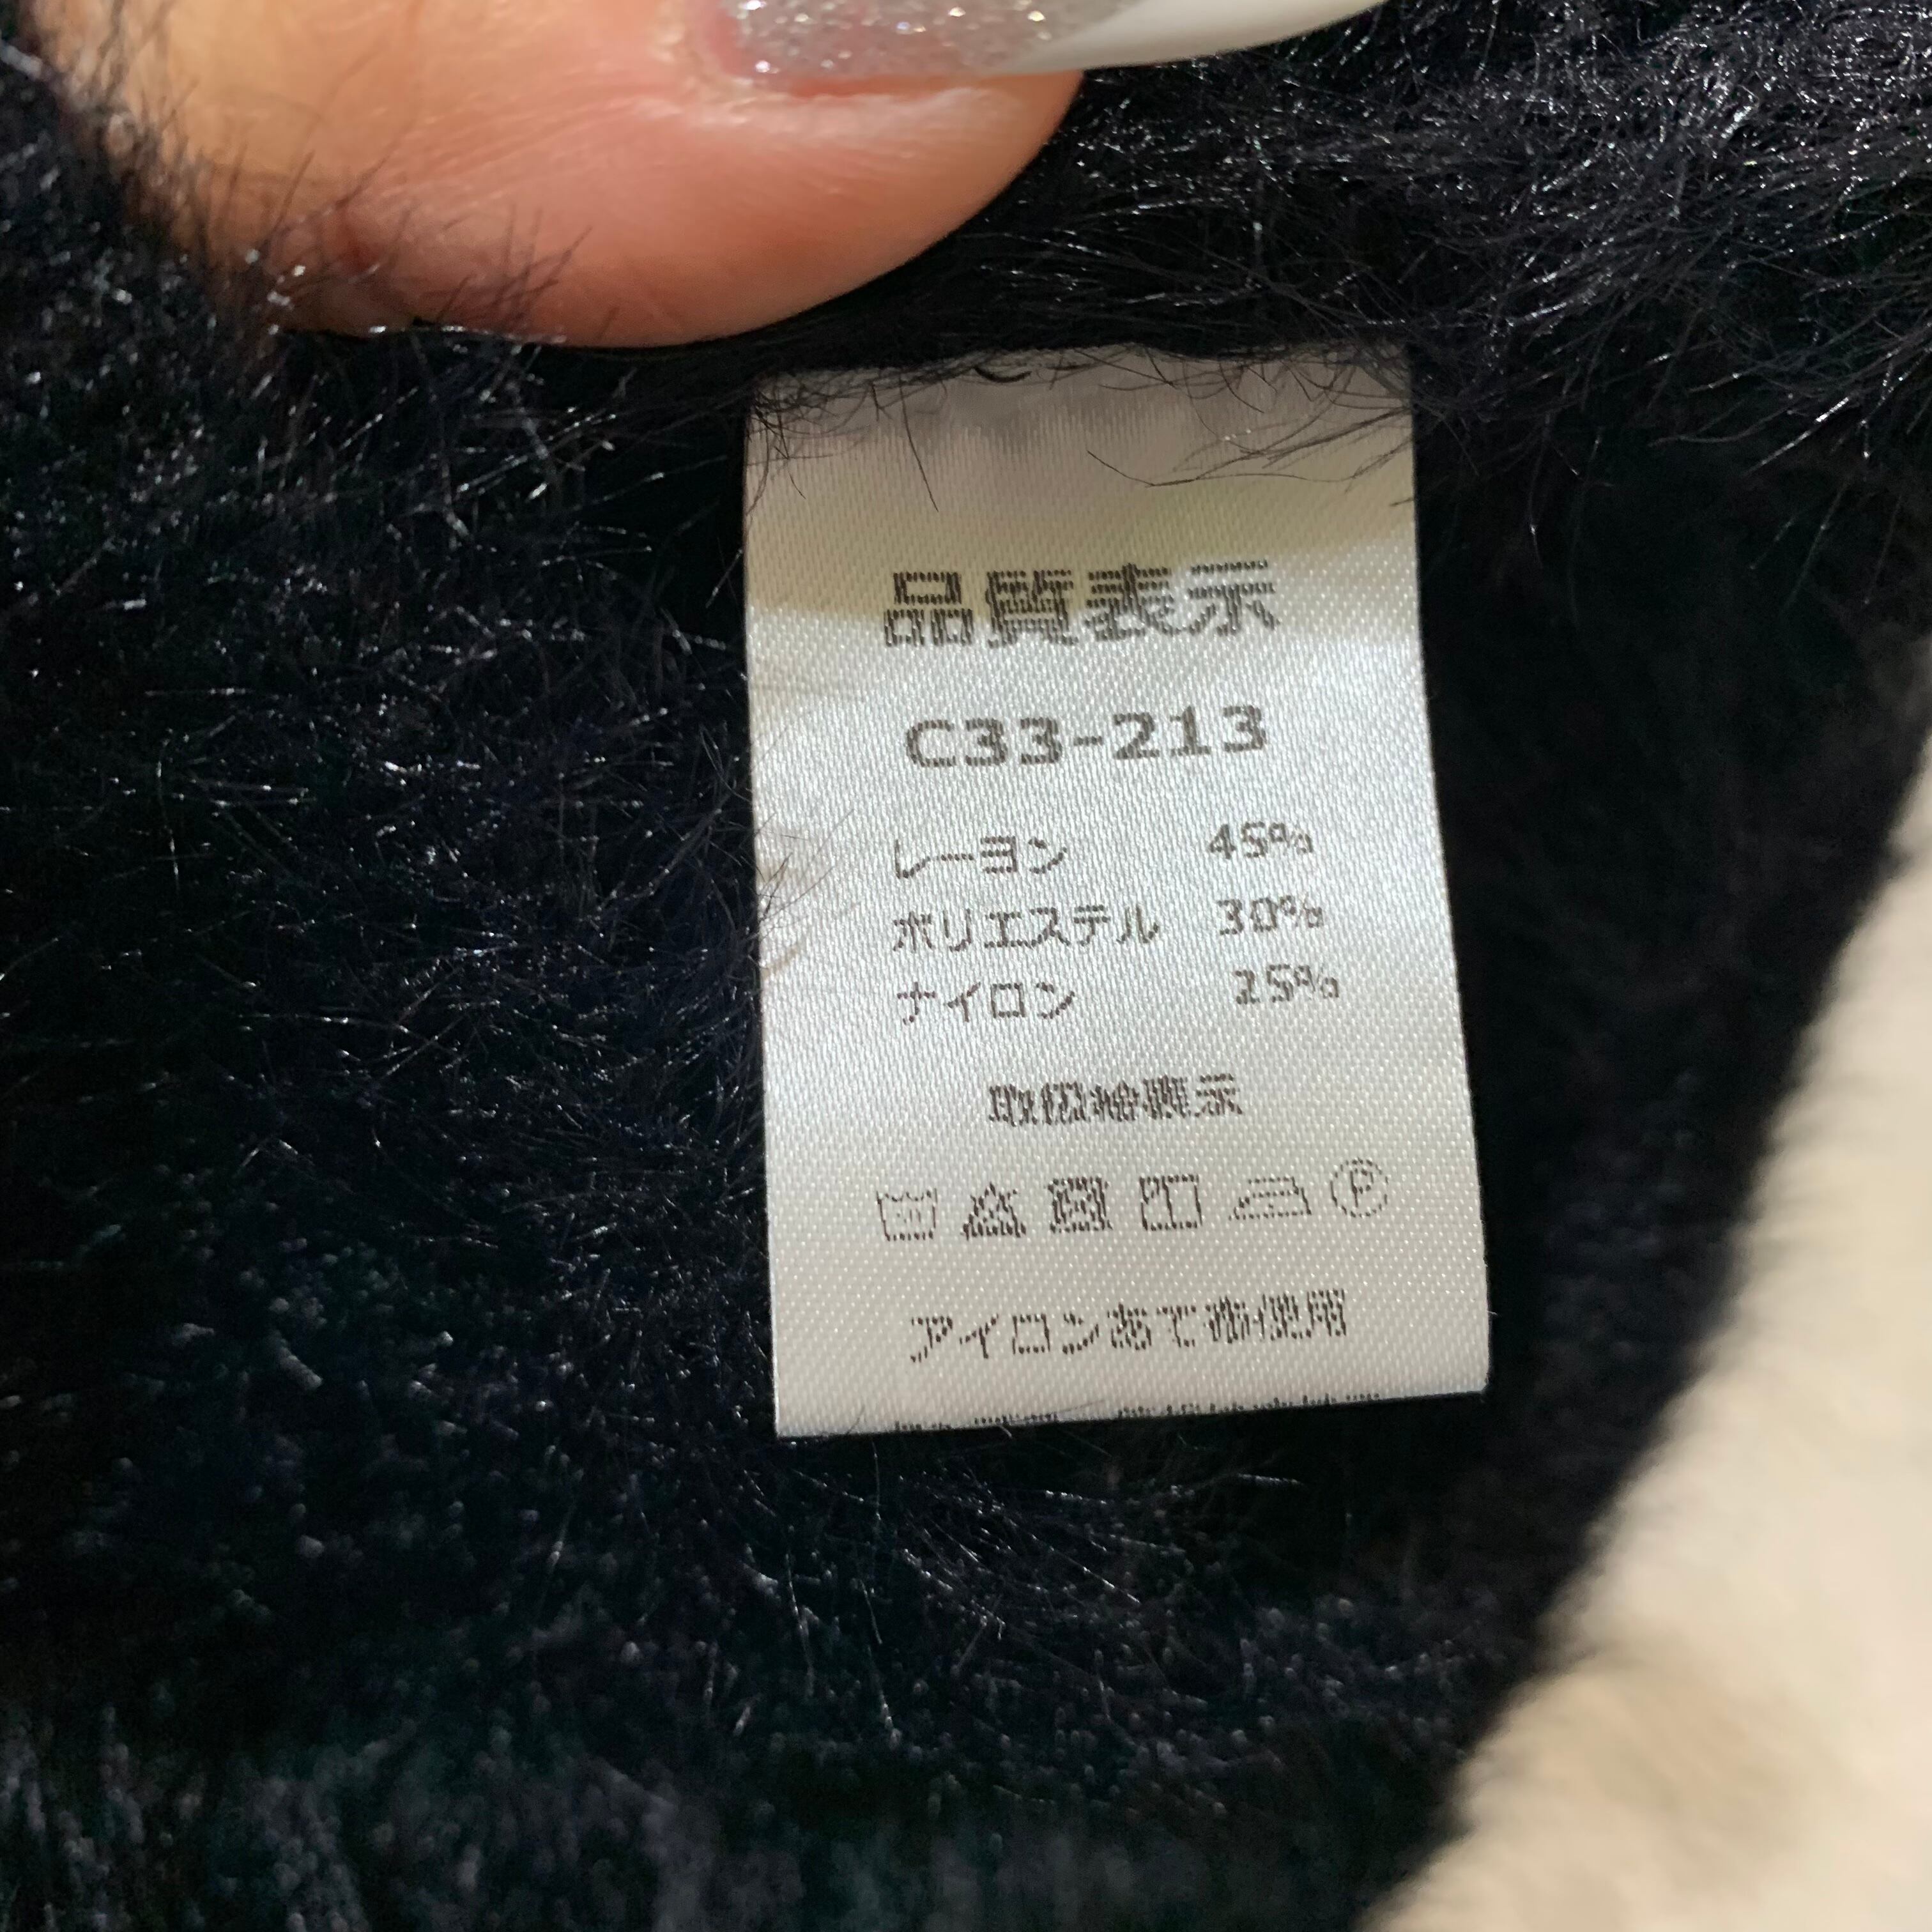 品質表示
C33-213
レーヨン 45%
ポリエステル 30%
ナイロン 25%
取扱絵表示
P
アイロンあて布使用